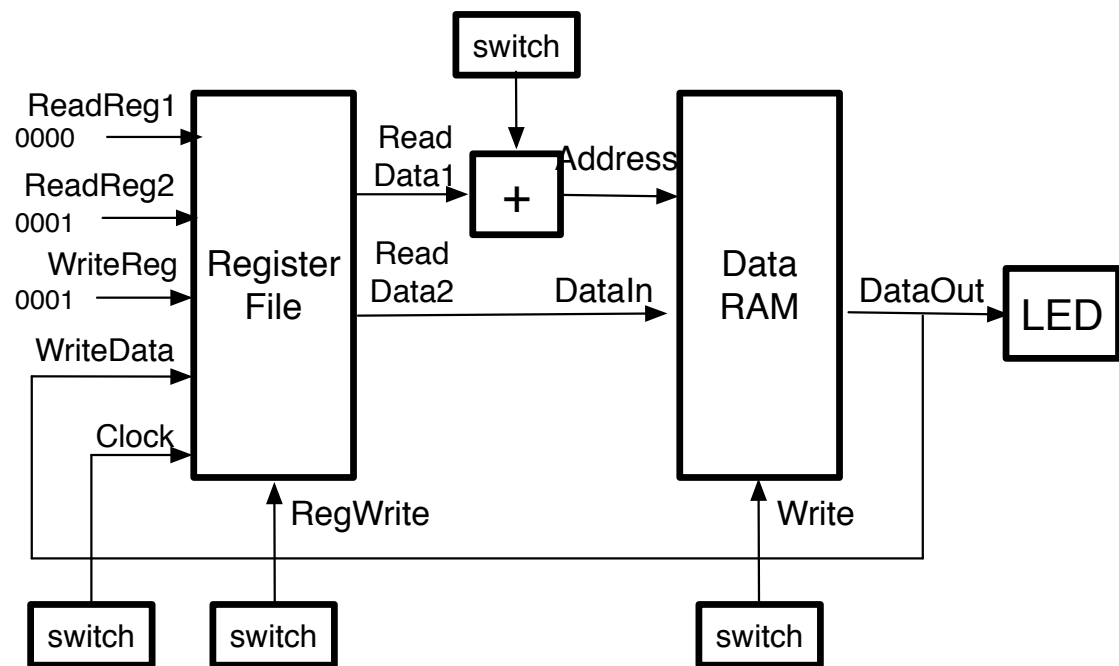 switch
ReadReg1
0000
ReadReg2
0001
WriteReg
0001
WriteData
Clock
Register
File
Read
Data1
Read
Data2
+
Address
DataIn
Data
RAM
DataOut
LED
RegWrite
Write
switch
switch
switch